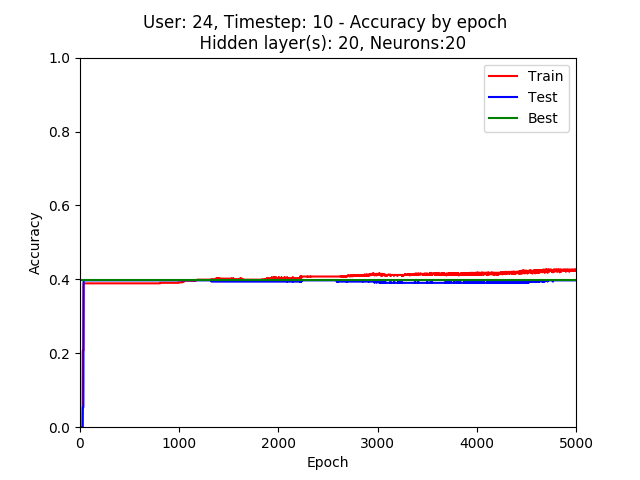 User: 24, Timestep: 10 - Accuracy by epoch
Hidden layer(s): 20, Neurons:20
1.0
0.8
0.6
0.4
0.2
0.0
Accuracy
Train
Test
Best
0
1000
2000
3000
4000
5000
Epoch